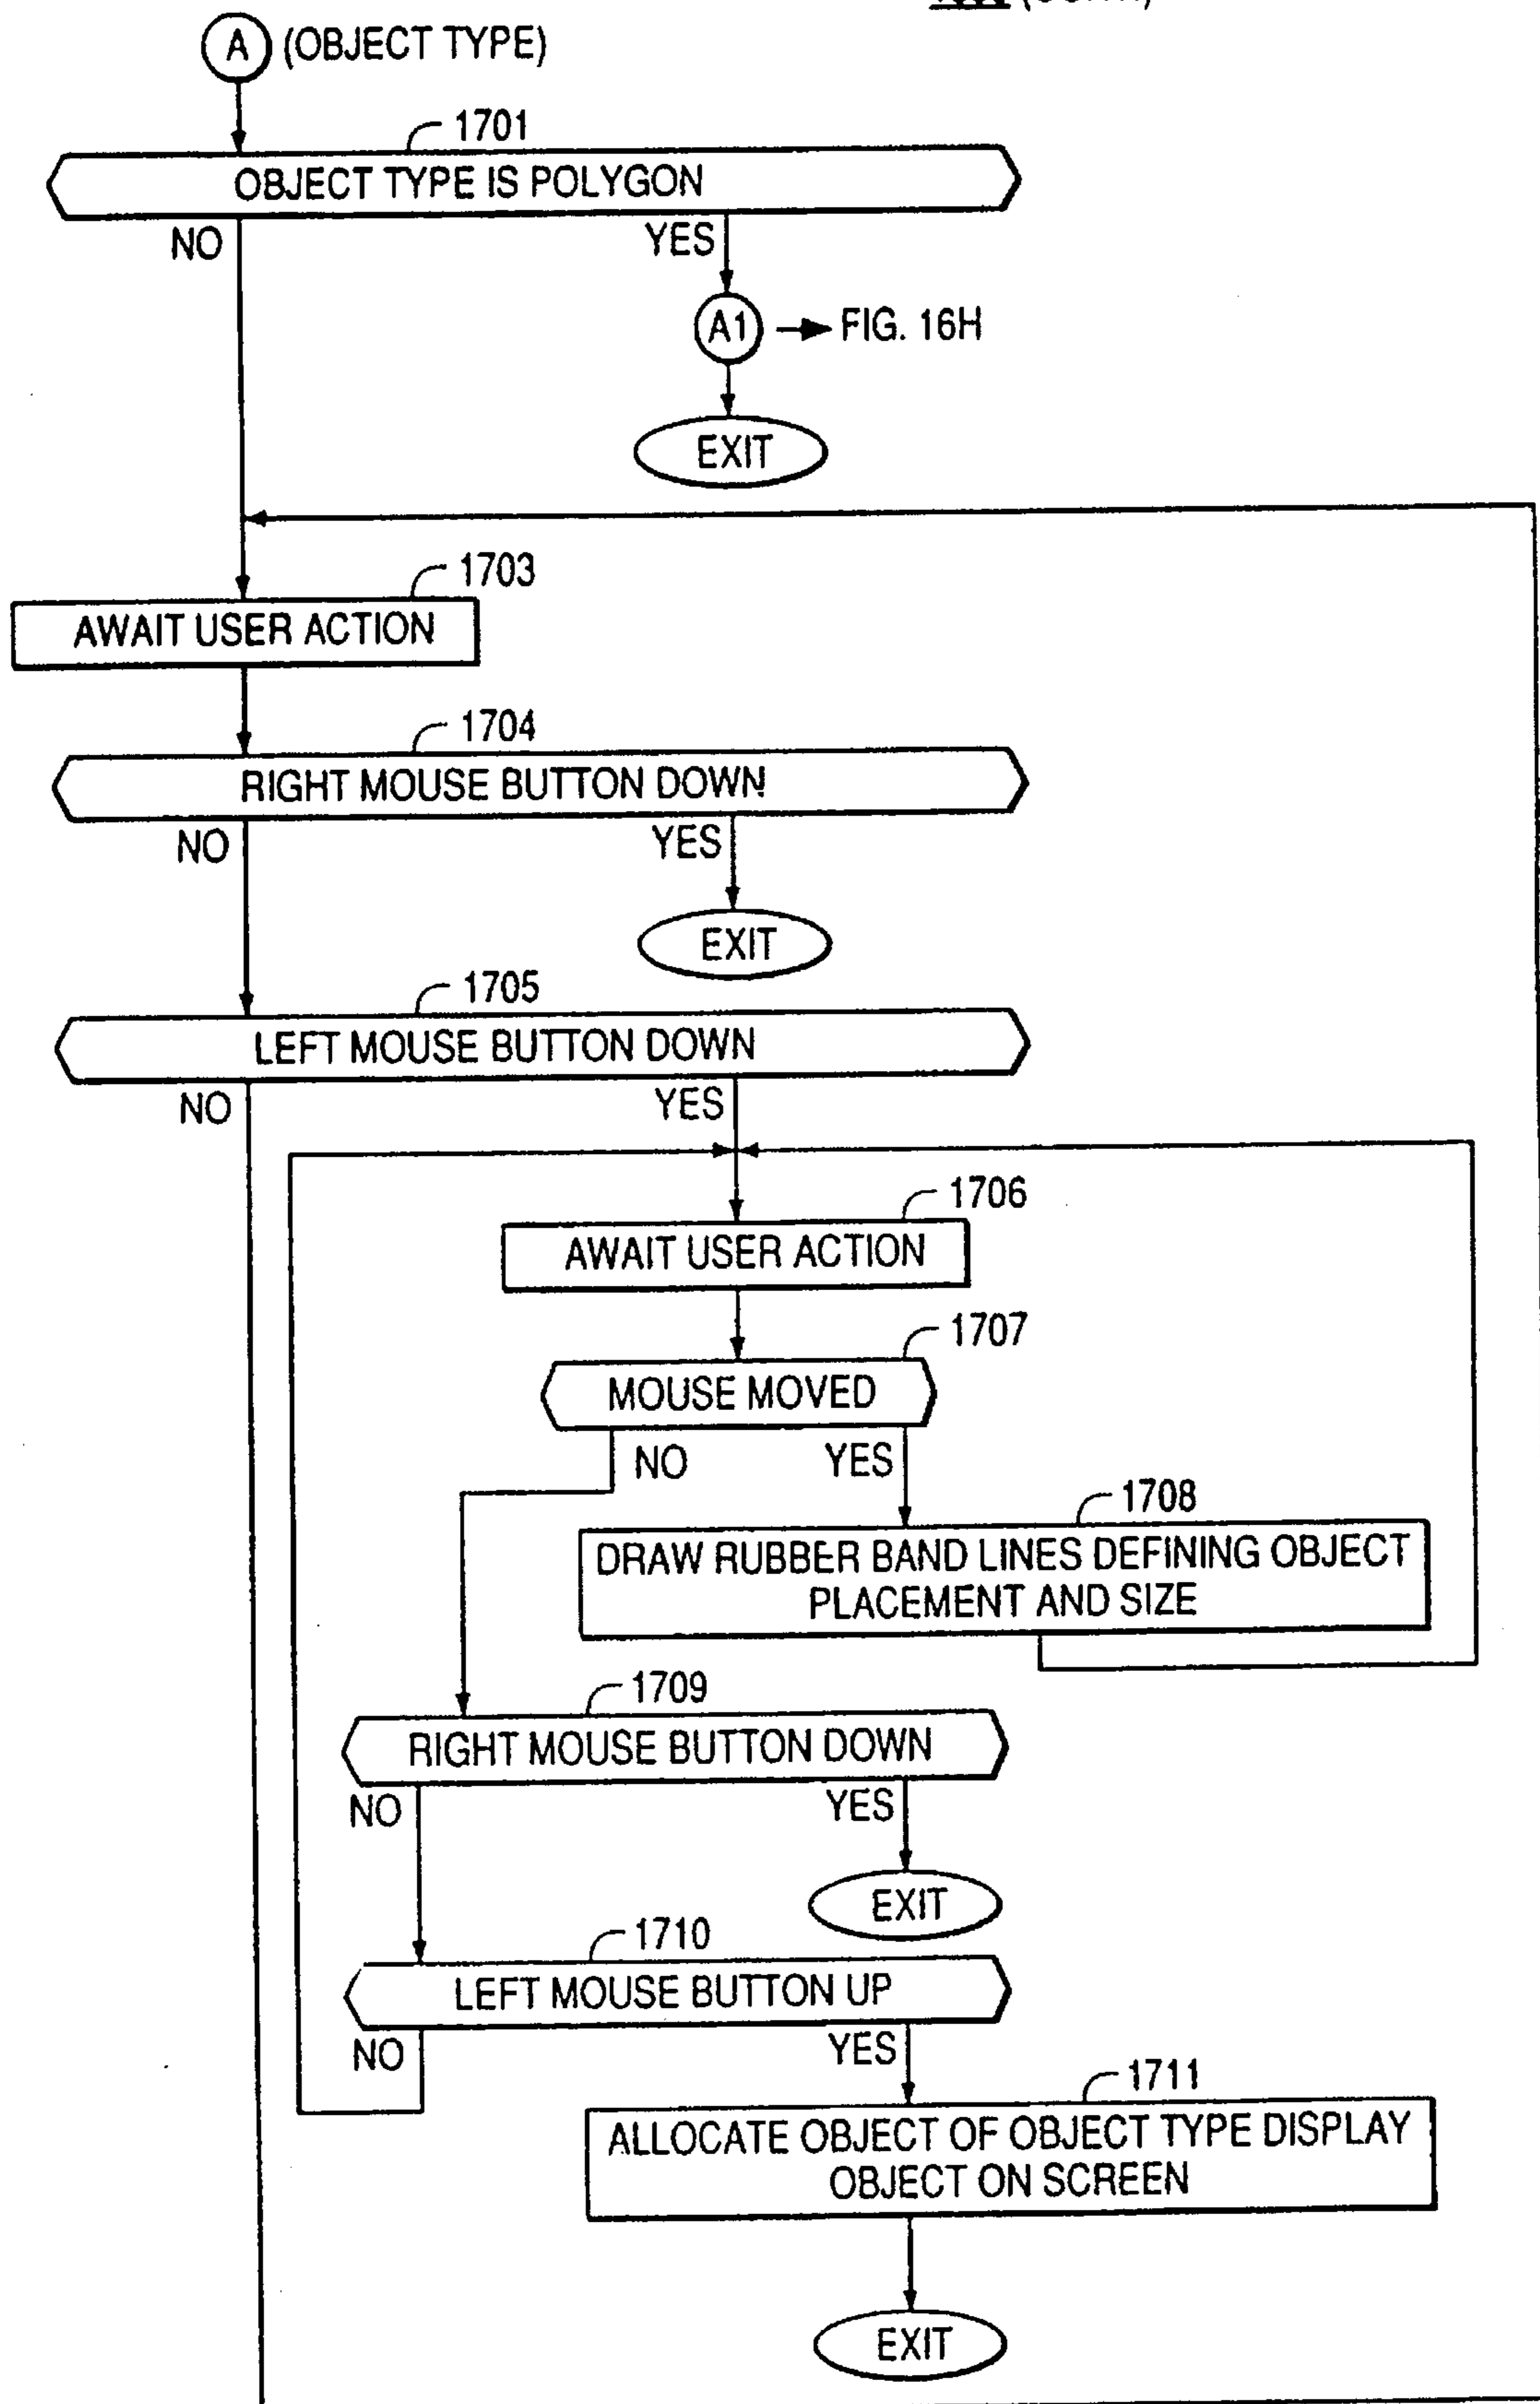 A (OBJECT TYPE)
1701
OBJECT TYPE IS POLYGON
NO YES
A1 FIG. 16H
EXIT
1703
AWAIT USER ACTION
1704
RIGHT MOUSE BUTTON DOWN
NO YES
EXIT
1705
LEFT MOUSE BUTTON DOWN
NO YES
1706
AWAIT USER ACTION
1707
MOUSE MOVED
NO YES
1708
DRAW RUBBER BAND LINES DEFINING OBJECT
PLACEMENT AND SIZE
1709
RIGHT MOUSE BUTTON DOWN
NO YES
EXIT
1710
LEFT MOUSE BUTTON UP
NO YES
1711
ALLOCATE OBJECT OF OBJECT TYPE DISPLAY
OBJECT ON SCREEN
EXIT